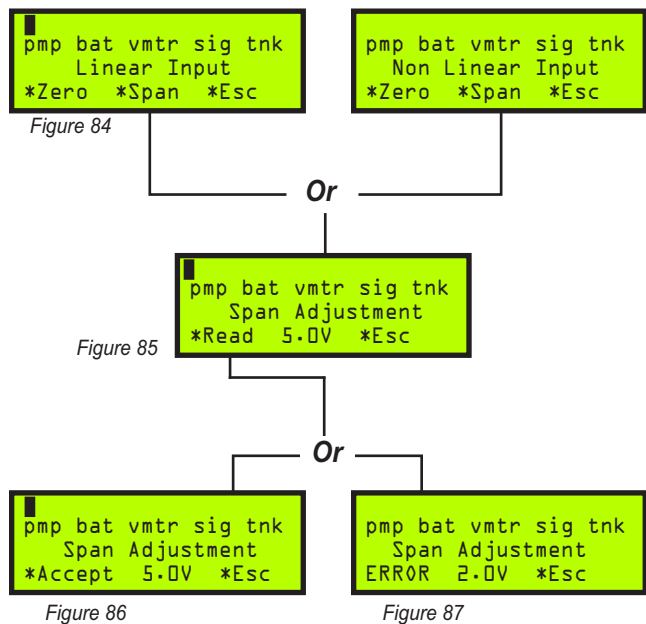 pmp bat vmtr sig tnk
Linear Input
*Zero *Span *Esc
Figure 84
pmp bat vmtr sig tnk
Non Linear Input
*Zero *Span *Esc
Or
pmp bat vmtr sig tnk
Span Adjustment
*Read 5.0V *Esc
Figure 85
Or
pmp bat vmtr sig tnk
Span Adjustment
*Accept 5.0V *Esc
Figure 86
pmp bat vmtr sig tnk
Span Adjustment
ERROR 2.0V *Esc
Figure 87